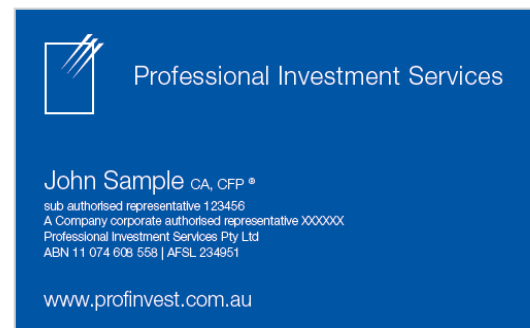 Professional Investment Services
John Sample CA, CFP ®
sub authorised representative 123456
A Company corporate authorised representative XXXXXX
Professional Investment Services Pty Ltd
ABN 11 074 608 558 | AFSL 234951
www.profinvest.com.au